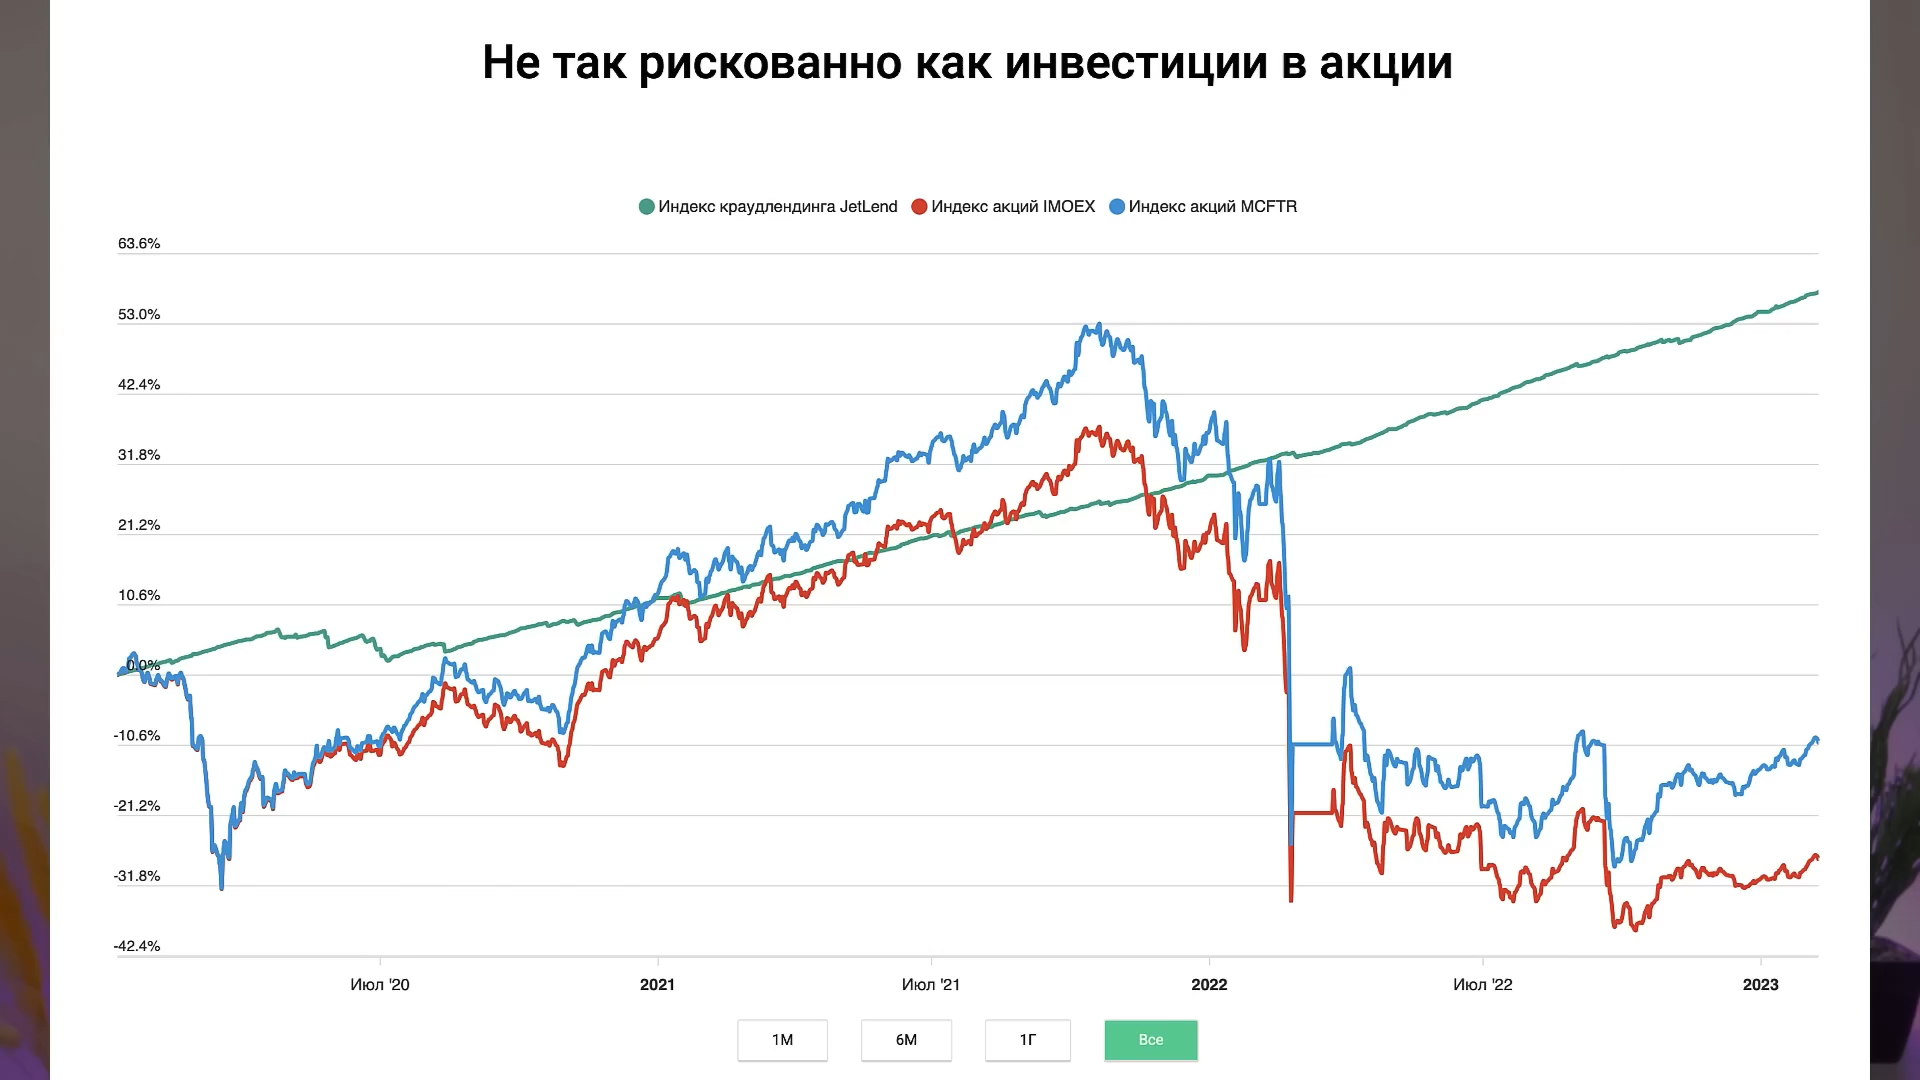 Не так рискованно как инвестиции в акции
Индекс краудлендинга JetLend Индекс акций IMOEX Индекс акций MCFTR
63.6%
53.0%
42.4%
31.8%
21.2%
10.6%
0.0%
-10.6%
-21.2%
-31.8%
-42.4%
Июл '20 2021 Июл '21 2022 Июл '22 2023
1М 6М 1Г Все